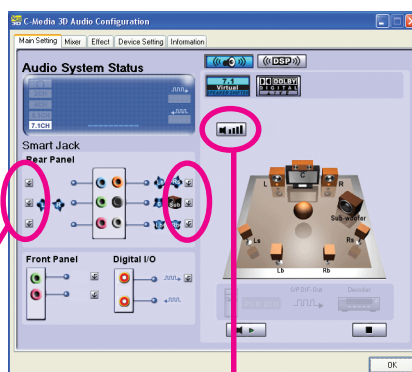 C-Media 3D Audio Configuration
Main Setting Mixer Effect Device Setting Information
Audio System Status
7.1CH
DSP
7.1
Virtual
DOLBY
DIGITAL
Smart Jack
Rear Panel
Sub
L
C
R
Sub-woofer
Ls
Rs
Lb
Rb
Front Panel
Digital I/O
S/PDIF-Out
Decoder
OK